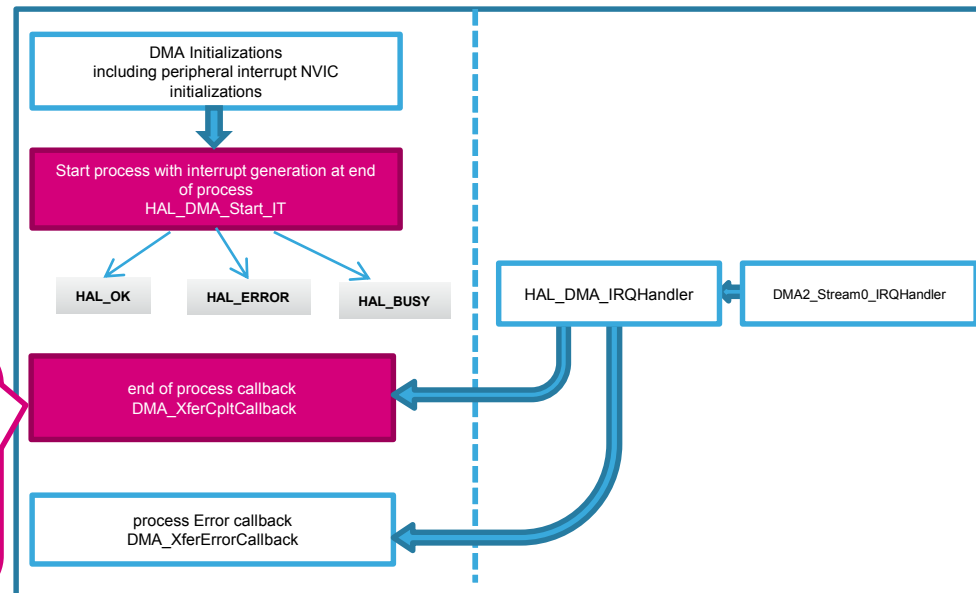 DMA Initializations
including peripheral interrupt NVIC
initializations
Start process with interrupt generation at end
of process
HAL_DMA_Start_IT
HAL_OK
HAL_ERROR
HAL_BUSY
HAL_DMA_IRQHandler
DMA2_Stream0_IRQHandler
end of process callback
DMA_XferCpltCallback
process Error callback
DMA_XferErrorCallback